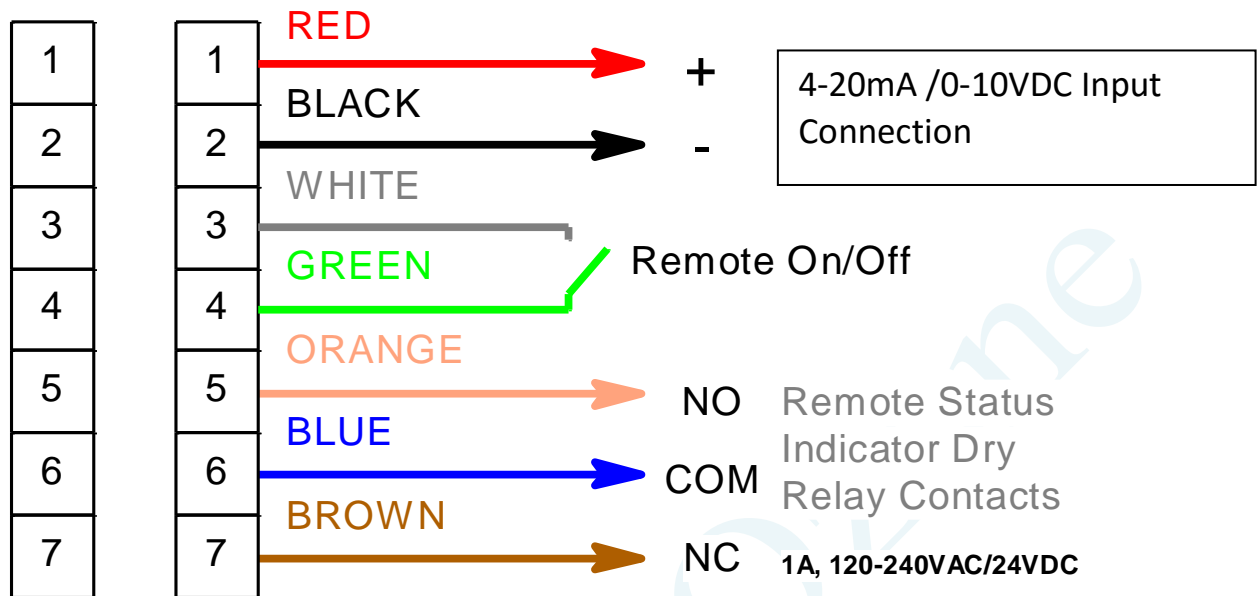 1 1 RED +
2 2 BLACK -
4-20mA /0-10VDC Input
Connection
3 3 WHITE
4 4 GREEN
Remote On/Off
5 5 ORANGE NO
6 6 BLUE COM
7 7 BROWN NC
Remote Status
Indicator Dry
Relay Contacts
1A, 120-240VAC/24VDC